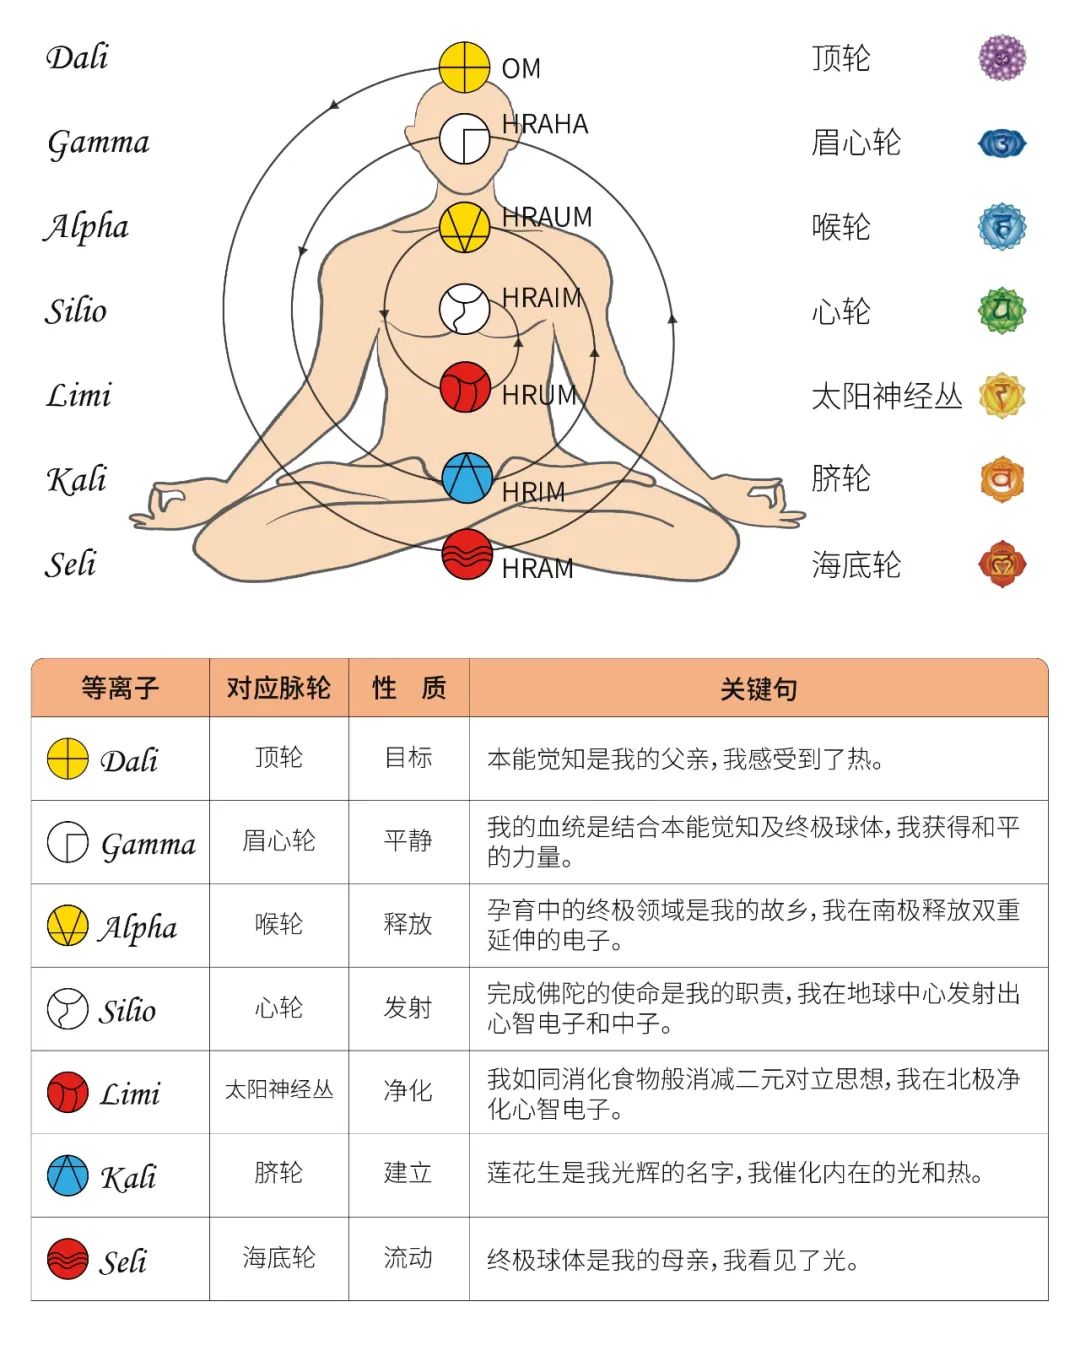 Dali OM 顶轮
Gamma HRAHA 眉心轮
Alpha HRAUM 喉轮
Silio HRAIM 心轮
Limi HRUM 太阳神经丛
Kali HRIM 脐轮
Seli HRAM 海底轮
等离子 对应脉轮 性 质 关键句
Dali 顶轮 目标 本能觉知是我的父亲，我感受到了热。
Gamma 眉心轮 平静 我的血统是结合本能觉知及终极球体，我获得和平
的力量。
Alpha 喉轮 释放 孕育中的终极领域是我的故乡，我在南极释放双重
延伸的电子。
Silio 心轮 发射 完成佛陀的使命是我的职责，我在地球中心发射出
心智电子和中子。
Limi 太阳神经丛 净化 我如同消化食物般消减二元对立思想，我在北极净
化心智电子。
Kali 脐轮 建立 莲花生是我光辉的名字，我催化内在的光和热。
Seli 海底轮 流动 终极球体是我的母亲，我看见了光。